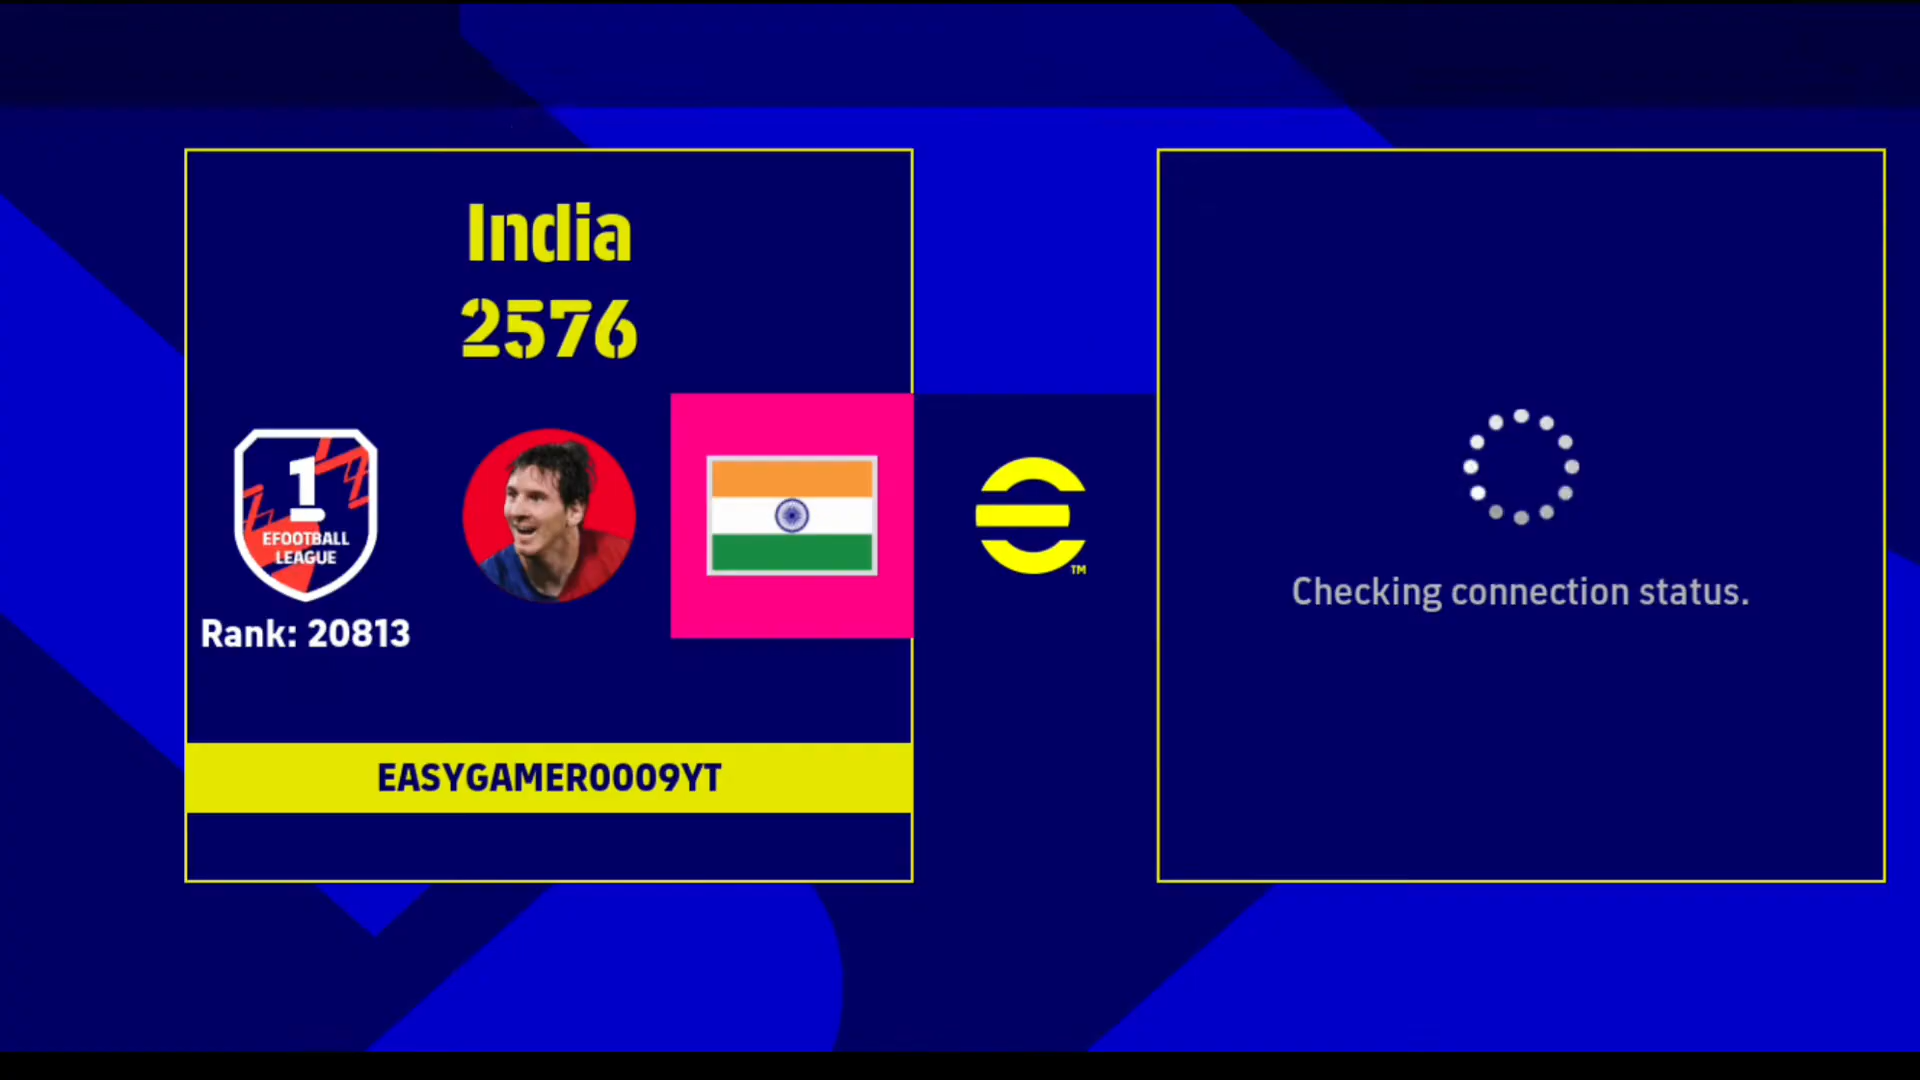 India
2576
1
EFOOTBALL
LEAGUE
Rank: 20813
EASYGAMER0009YT
TM
Checking connection status.